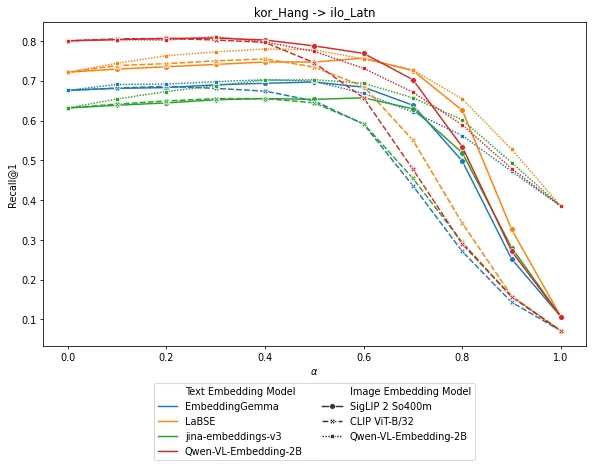 kor_Hang -> ilo_Latn
Recall@1
0.8
0.7
0.6
0.5
0.4
0.3
0.2
0.1
0.0 0.2 0.4 0.6 0.8 1.0
α
Text Embedding Model
EmbeddingGemma
LaBSE
jina-embeddings-v3
Qwen-VL-Embedding-2B
Image Embedding Model
SigLIP 2 So400m
CLIP ViT-B/32
Qwen-VL-Embedding-2B